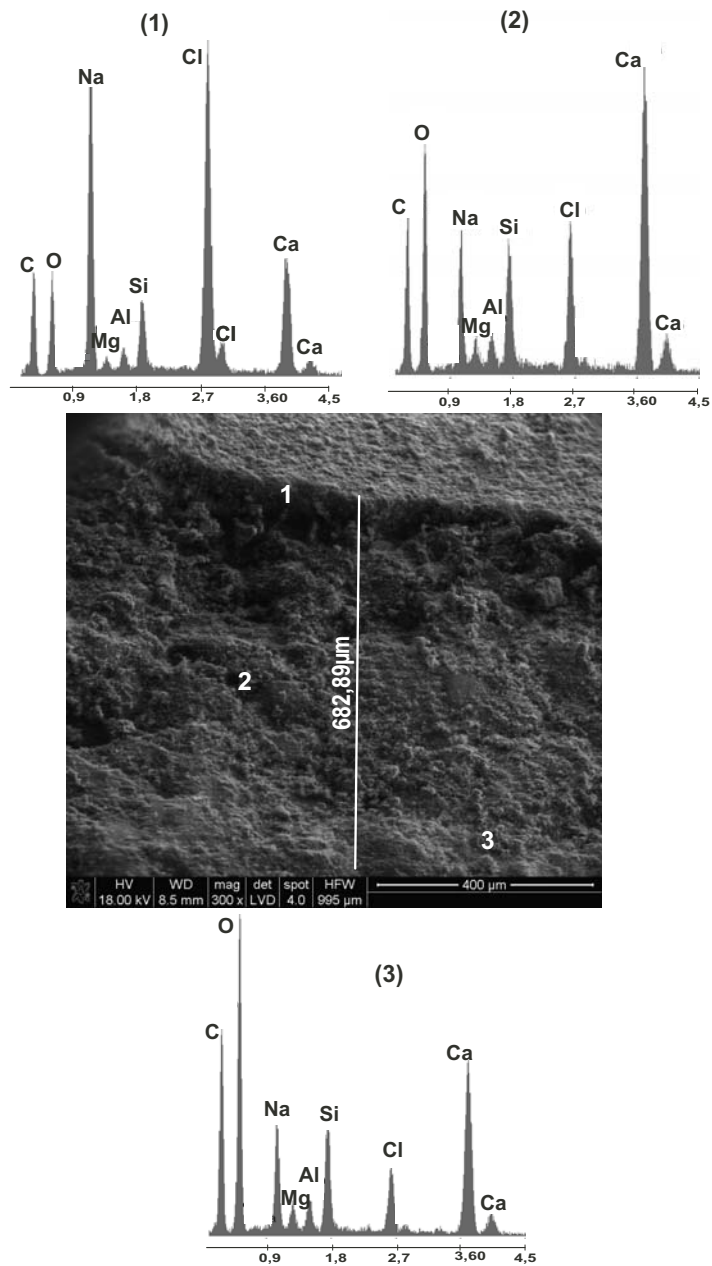 (1)
(2)
Cl
Na
Ca
O
C
O
Ca
Si
Al
Mg
Cl
Ca
0,9 1,8 2,7 3,60 4,5
C
Na
Si
Cl
Al
Mg
Ca
0,9 1,8 2,7 3,60 4,5
1
682,89µm
2
3
HV WD mag det spot HFW
18.00 kV 8.5 mm 300 x LVD 4.0 995 µm
400 µm
O
(3)
C
Ca
Na
Si
Al
Mg
Cl
Ca
0,9 1,8 2,7 3,60 4,5